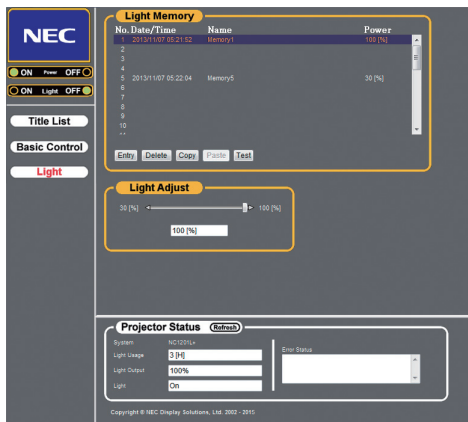 NEC
ON Power OFF
ON Light OFF
Title List
Basic Control
Light
Light Memory
No. Date/Time Name Power
1 2013/11/07 05:21:52 Memory1 100 [%]
2
3
4
5 2013/11/07 05:22:04 Memory5 30 [%]
6
7
8
9
10
Entry Delete Copy Paste Test
Light Adjust
30 [%] 100 [%]
100 [%]
Projector Status (Refresh)
System NC1201L+
Light Usage 3 [H]
Light Output 100%
Light On
Error Status
Copyright © NEC Display Solutions, Ltd. 2002 - 2015